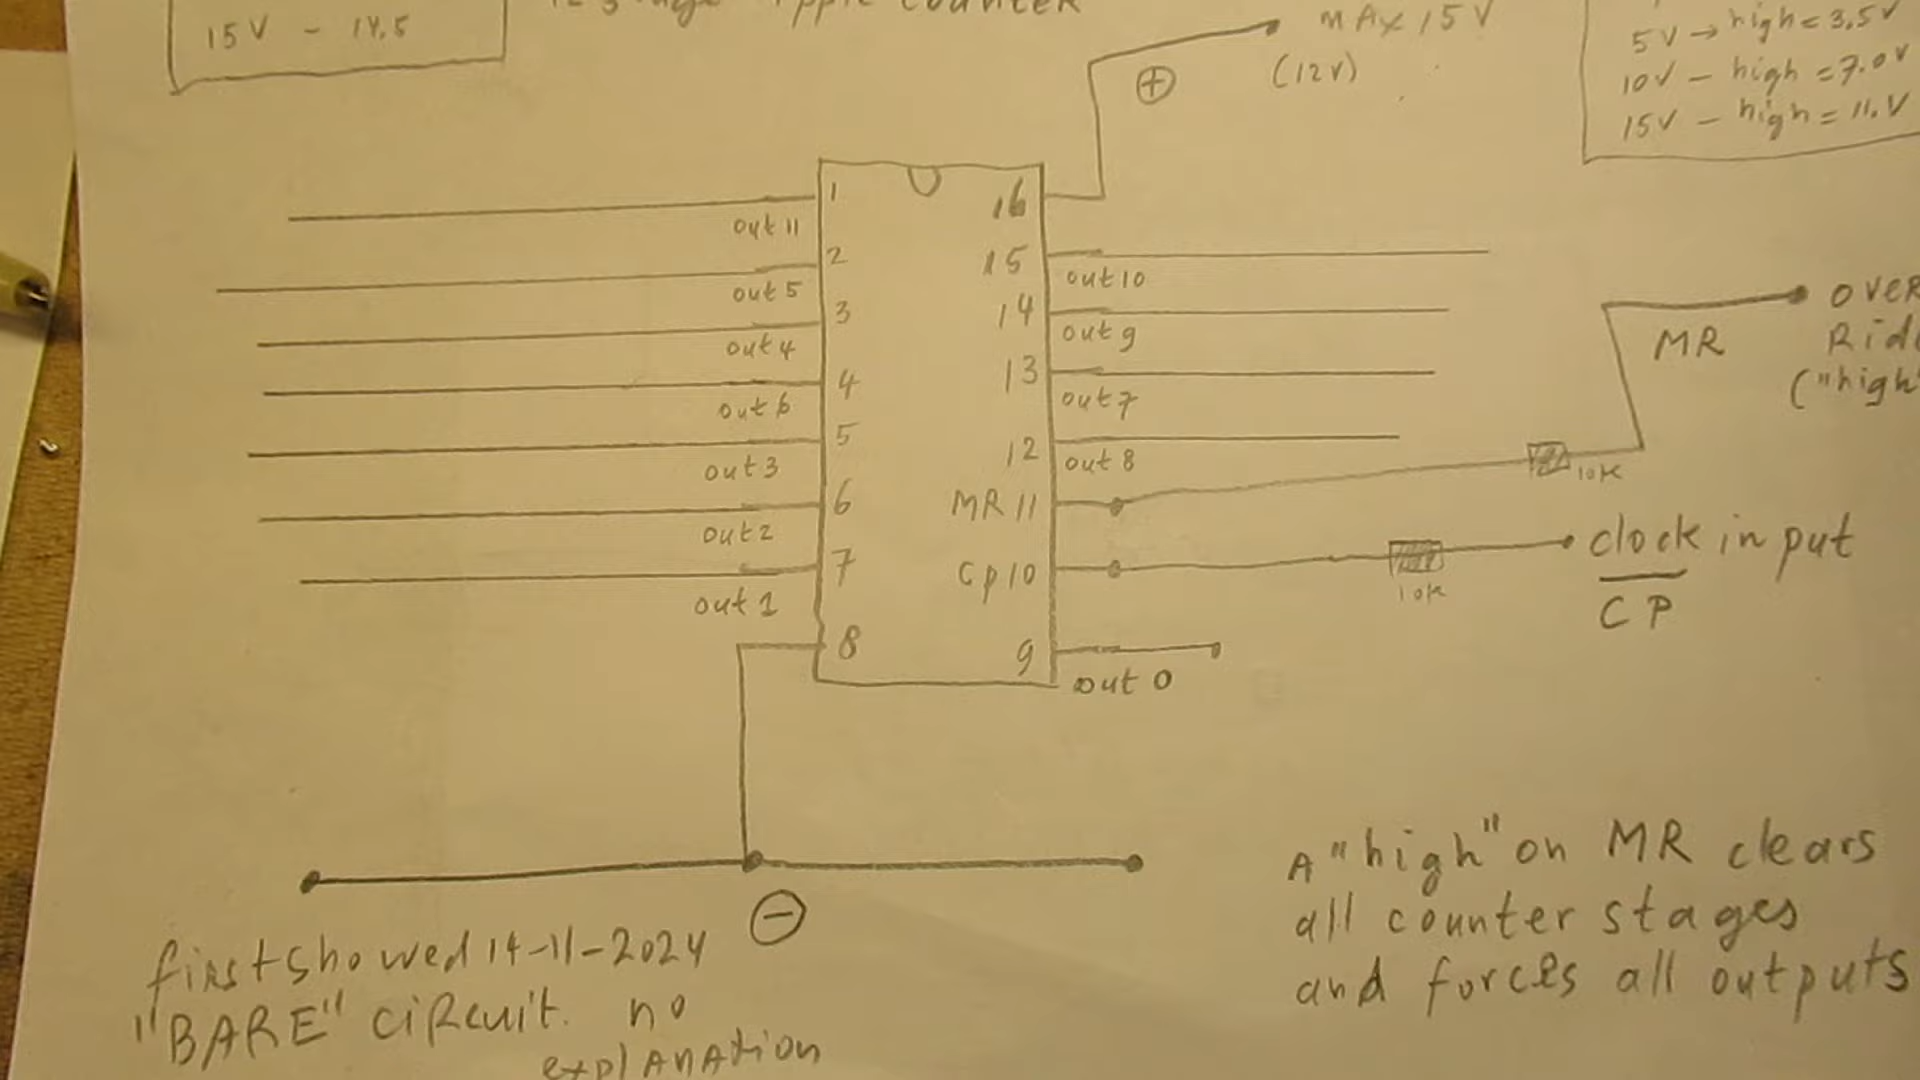 15V - 14.5
counter
MAX 15V
(12V)
5V → high = 3.5V
10V - high = 7.0V
15V - high = 11.V
1
16
out 11
2
15
out 10
out 5
3
14
out 9
out 4
4
13
out 7
out 6
5
12
out 8
out 3
6
MR 11
out 2
7
Cp 10
out 1
8
9
out 0
MR
("high"
10K
clock input
CP
10K
A "high" on MR clears
all counter stages
and forces all outputs
first showed 14-11-2024
"BARE" circuit. no
explanation